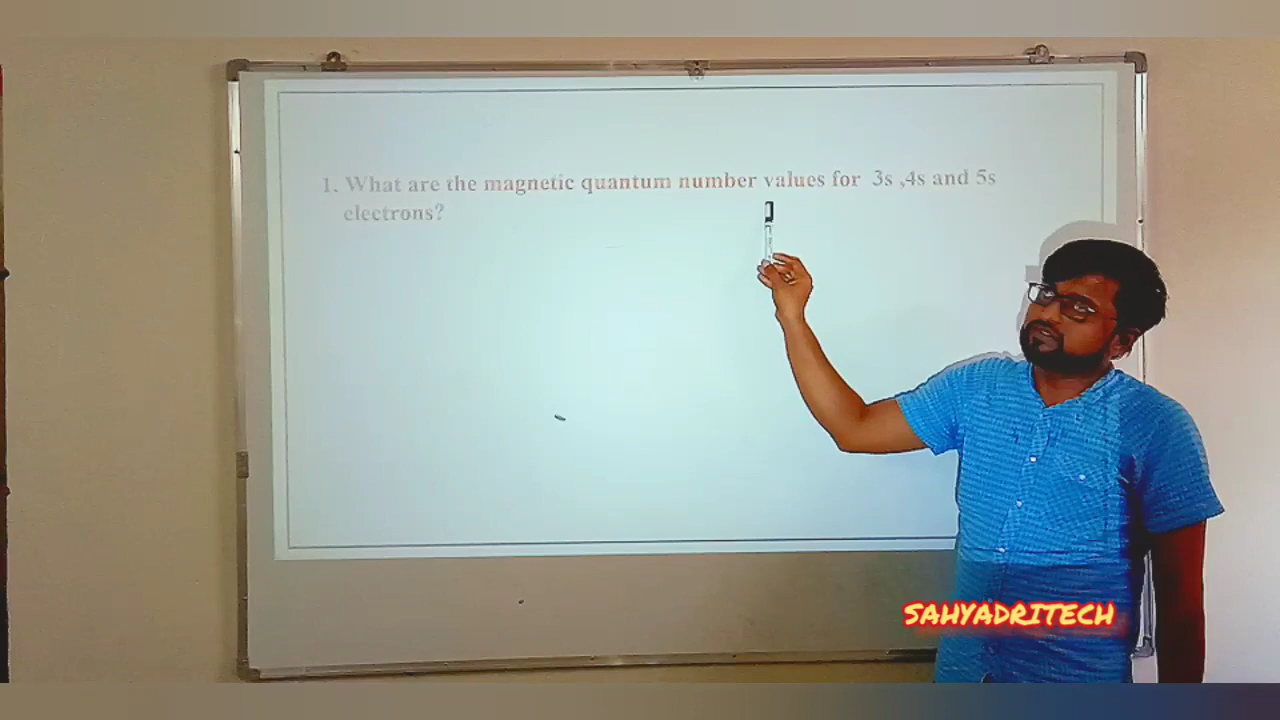 1. What are the magnetic quantum number values for 3s ,4s and 5s
electrons?
SAHYADRITECH